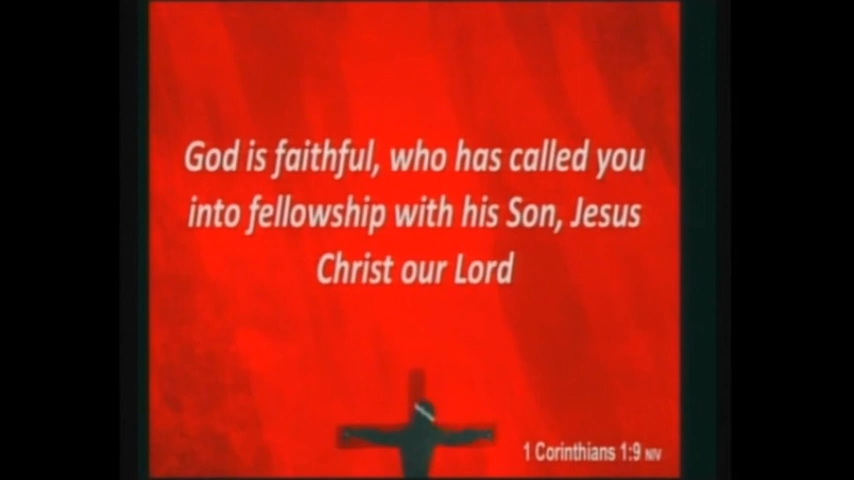 God is faithful, who has called you
into fellowship with his Son, Jesus
Christ our Lord
1 Corinthians 1:9 NIV